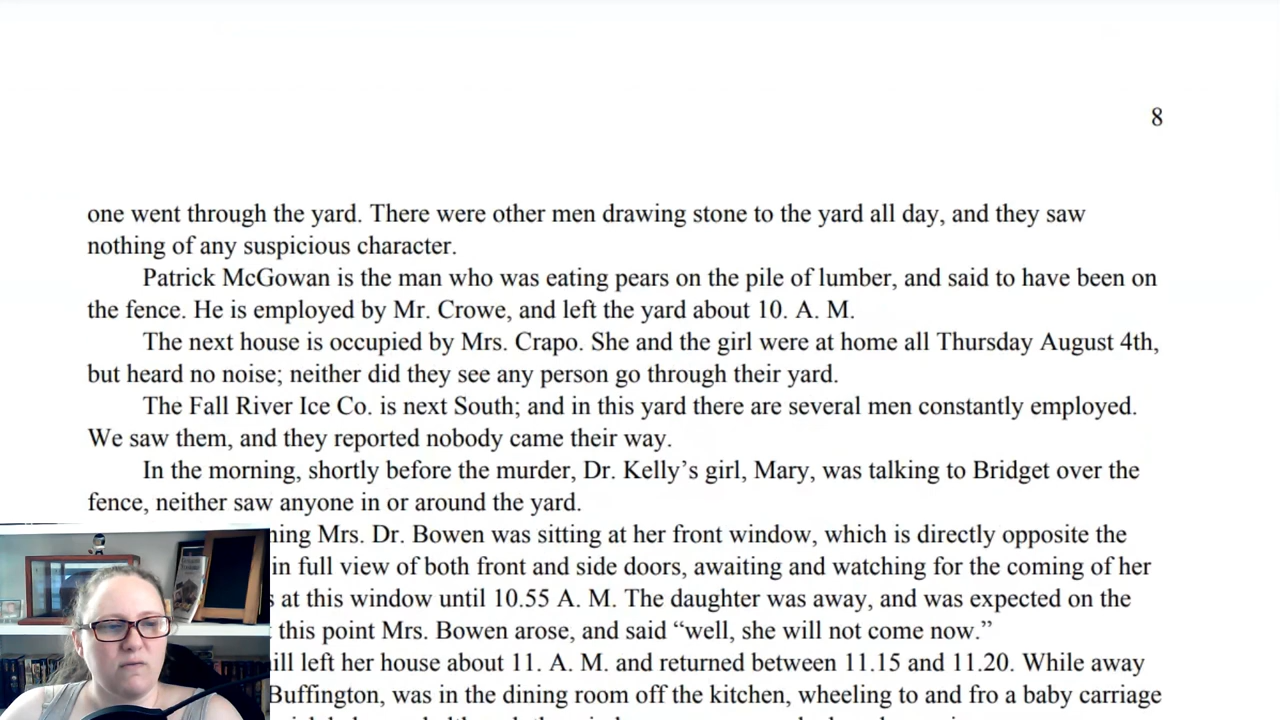 8
one went through the yard. There were other men drawing stone to the yard all day, and they saw
nothing of any suspicious character.
Patrick McGowan is the man who was eating pears on the pile of lumber, and said to have been on
the fence. He is employed by Mr. Crowe, and left the yard about 10. A. M.
The next house is occupied by Mrs. Crapo. She and the girl were at home all Thursday August 4th,
but heard no noise; neither did they see any person go through their yard.
The Fall River Ice Co. is next South; and in this yard there are several men constantly employed.
We saw them, and they reported nobody came their way.
In the morning, shortly before the murder, Dr. Kelly’s girl, Mary, was talking to Bridget over the
fence, neither saw anyone in or around the yard.
Mrs. Dr. Bowen was sitting at her front window, which is directly opposite the
in full view of both front and side doors, awaiting and watching for the coming of her
at this window until 10.55 A. M. The daughter was away, and was expected on the
this point Mrs. Bowen arose, and said “well, she will not come now.”
left her house about 11. A. M. and returned between 11.15 and 11.20. While away
Buffington, was in the dining room off the kitchen, wheeling to and fro a baby carriage